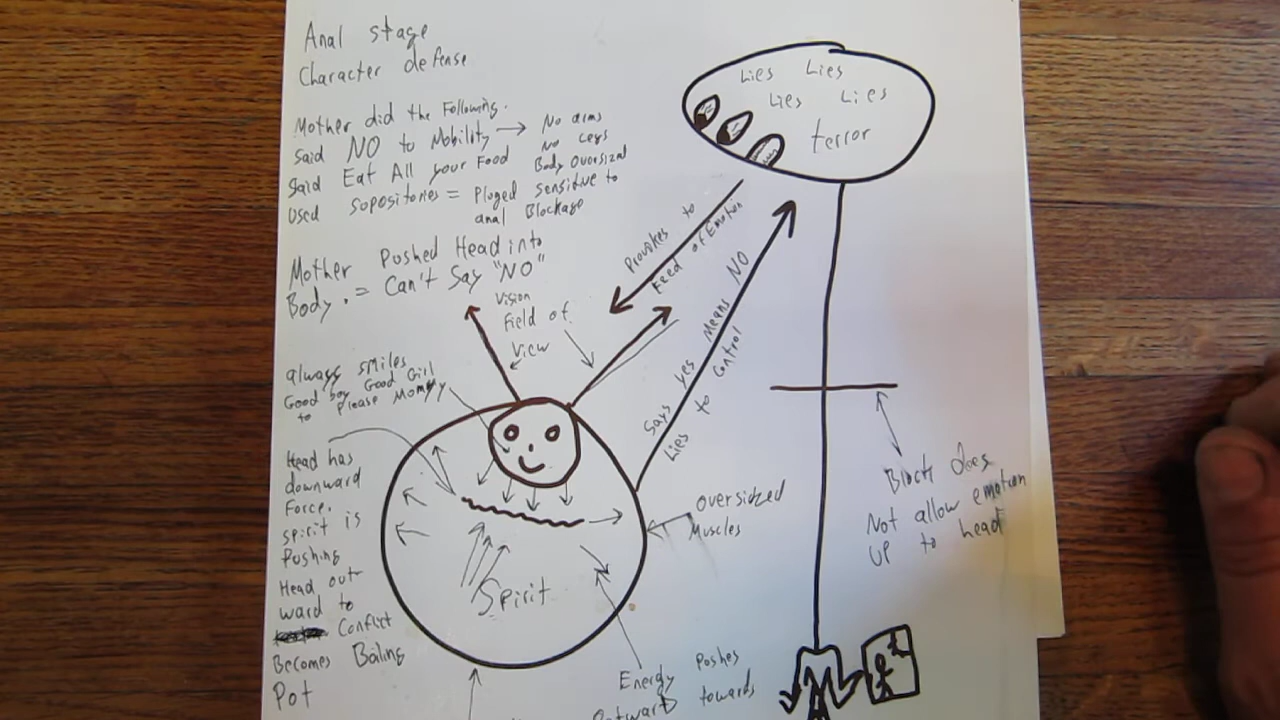 Anal stage
Character defense
Mother did the Following.
Said NO to Mobility → No arms
No Legs
Said Eat All your Food Body Oversized
Used Sopositories = Pluged Sensitive to
anal Blockage
Mother Pushed Head into
Body. = Can't Say "NO"
Lies Lies
Lies Lies
terror
Provokes to
Feed of Emotion
Says yes Means NO
Lies to Control
Vision
Field of
View
always smiles
Good boy Good Girl
to Please Mommy
Head has
downward
Force.
spirit is
Pushing
Head out-
ward to
Conflict
Becomes Boiling
Pot
Spirit
Oversized
Muscles
Block does
Not allow emotion
UP to head
Energy Poshes
Outward towards